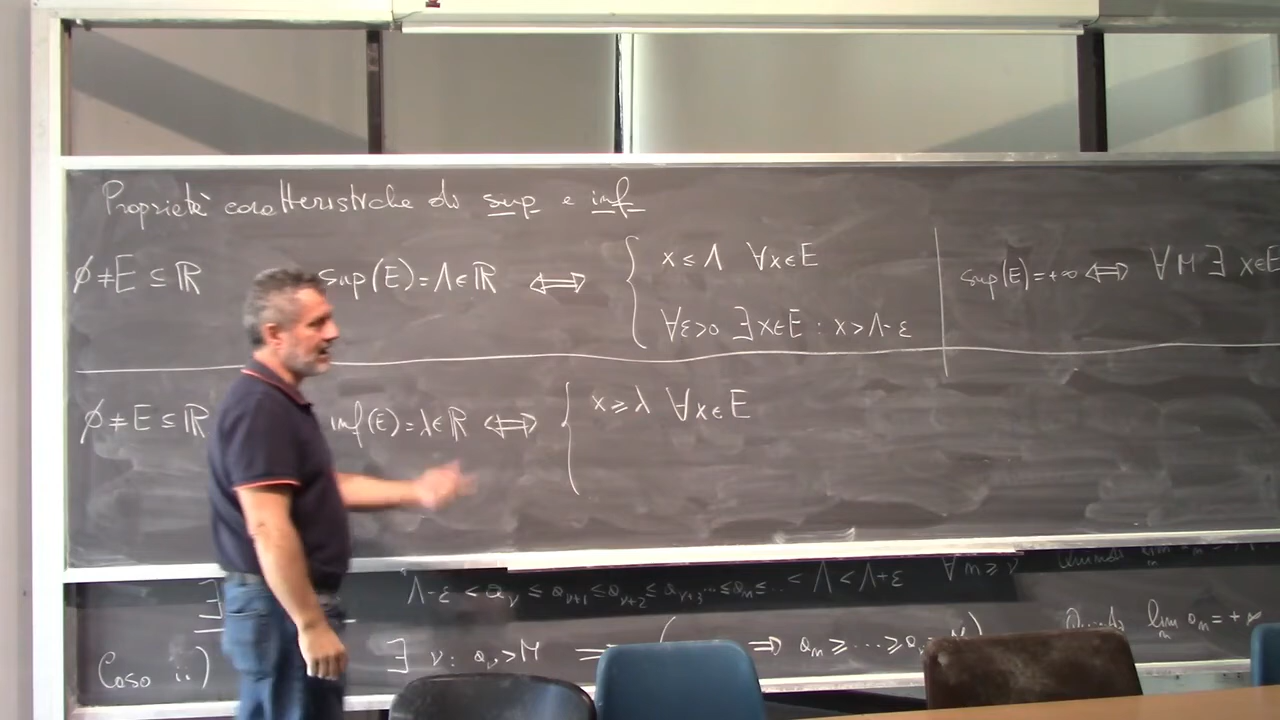 Proprietà caratteristiche di sup e inf
∅ ≠ E ⊆ ℝ sup(E) = Λ ∈ ℝ ⟺ { x ≤ Λ ∀x ∈ E
∀ε>0 ∃x∈E : x > Λ-ε
sup(E) = +∞ ⟺ ∀M ∃ x∈E
∅ ≠ E ⊆ ℝ inf(E) = λ ∈ ℝ ⟺ { x ≥ λ ∀x ∈ E
∃ Λ-ε < a_ν ≤ a_{ν+1} ≤ a_{ν+2} ≤ a_{ν+3} ... ≤ a_m ≤ ... < Λ < Λ+ε ∀ m ≥ ν
Caso ii) ∃ ν: a_ν > M ⟹ a_m ≥ ... ≥ a_ν lim_m a_m = +∞